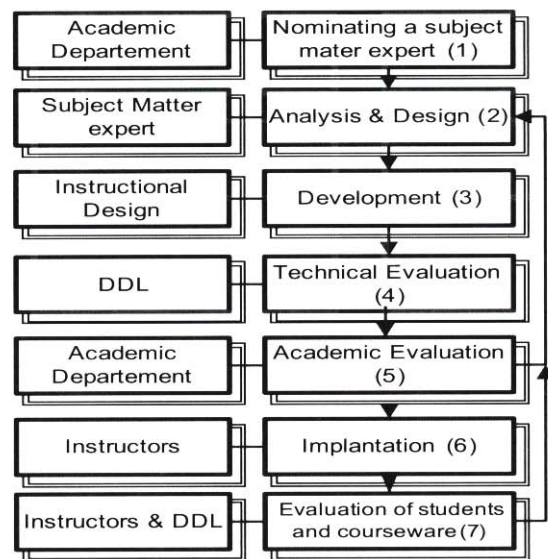 Academic
Departement
Nominating a subject
mater expert (1)
Subject Matter
expert
Analysis & Design (2)
Instructional
Design
Development (3)
DDL
Technical Evaluation
(4)
Academic
Departement
Academic Evaluation
(5)
Instructors
Implantation (6)
Instructors & DDL
Evaluation of students
and courseware (7)